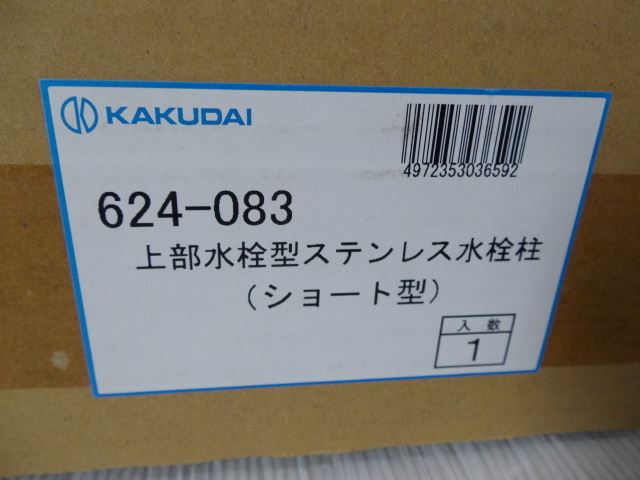 KAKUDAI
4972353036592
624-083
上部水栓型ステンレス水栓柱
(ショート型)
入数
1